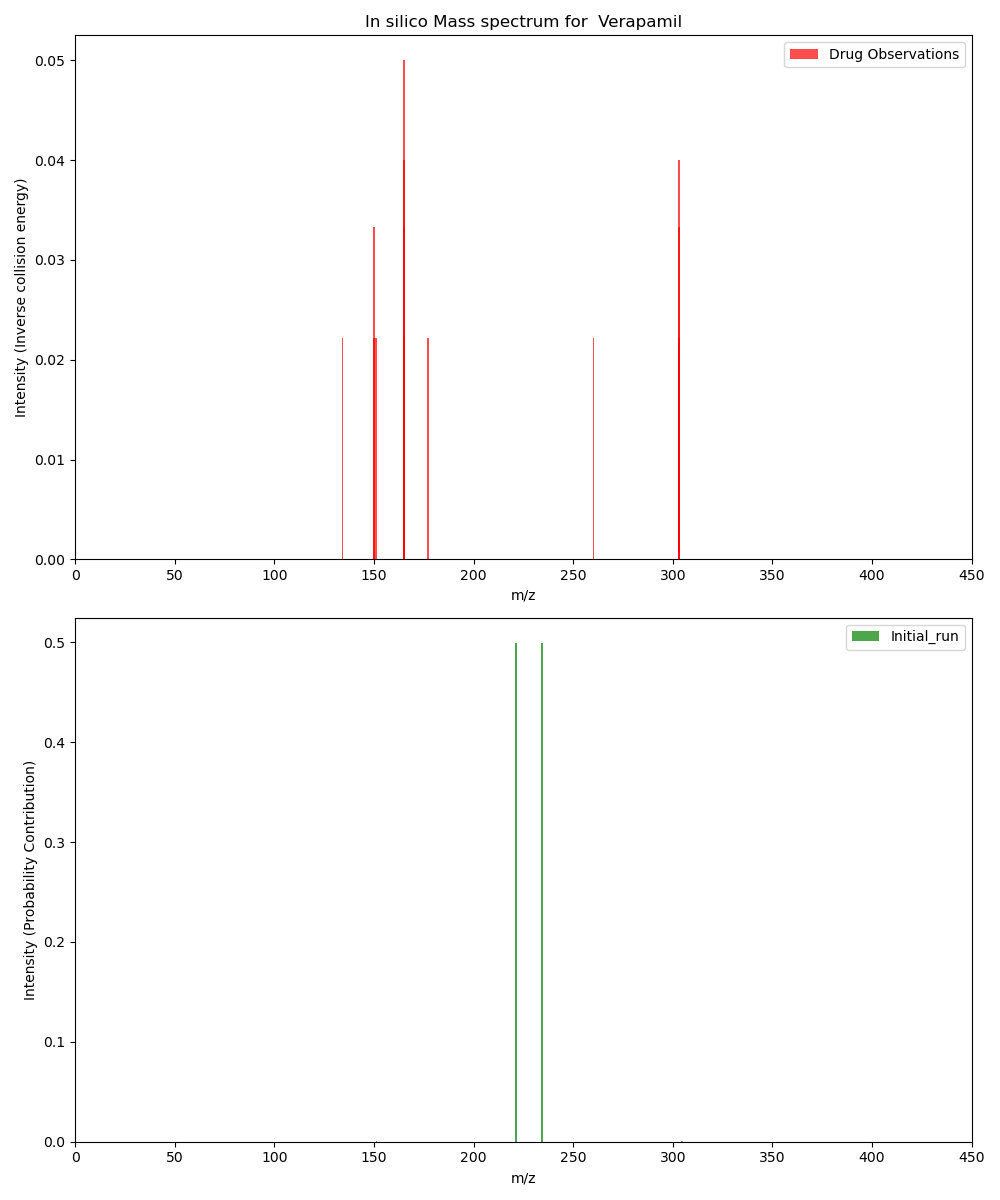 In silico Mass spectrum for  Verapamil
Drug Observations
Intensity (Inverse collision energy)
0.05
0.04
0.03
0.02
0.01
0.00
0 50 100 150 200 250 300 350 400 450
m/z
Initial_run
Intensity (Probability Contribution)
0.5
0.4
0.3
0.2
0.1
0.0
0 50 100 150 200 250 300 350 400 450
m/z